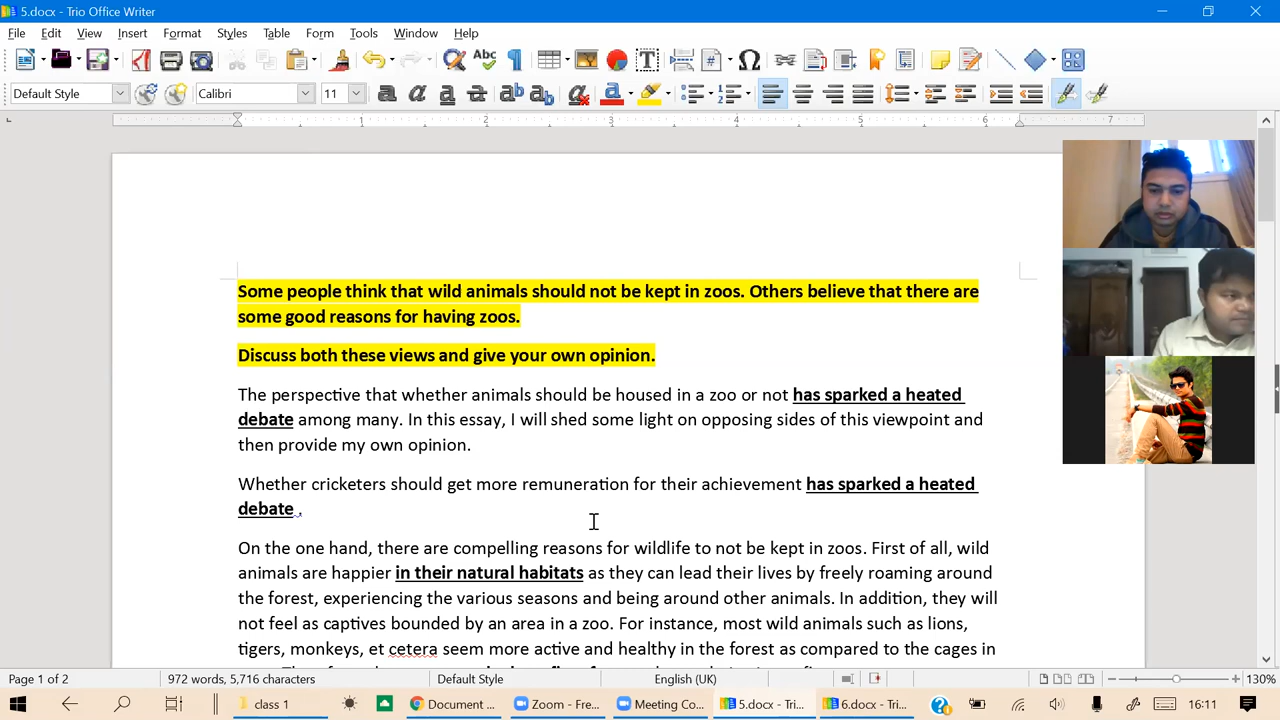 5.docx - Trio Office Writer
File Edit View Insert Format Styles Table Form Tools Window Help
Default Style Calibri 11
1 2 3 4 5 6 7
Some people think that wild animals should not be kept in zoos. Others believe that there are
some good reasons for having zoos.
Discuss both these views and give your own opinion.
The perspective that whether animals should be housed in a zoo or not has sparked a heated
debate among many. In this essay, I will shed some light on opposing sides of this viewpoint and
then provide my own opinion.
Whether cricketers should get more remuneration for their achievement has sparked a heated
debate .
On the one hand, there are compelling reasons for wildlife to not be kept in zoos. First of all, wild
animals are happier in their natural habitats as they can lead their lives by freely roaming around
the forest, experiencing the various seasons and being around other animals. In addition, they will
not feel as captives bounded by an area in a zoo. For instance, most wild animals such as lions,
tigers, monkeys, et cetera seem more active and healthy in the forest as compared to the cages in
Page 1 of 2 972 words, 5,716 characters Default Style English (UK) 130%
class 1 Document ... Zoom - Fre... Meeting Co... 5.docx - Tri... 6.docx - Tri... 16:11